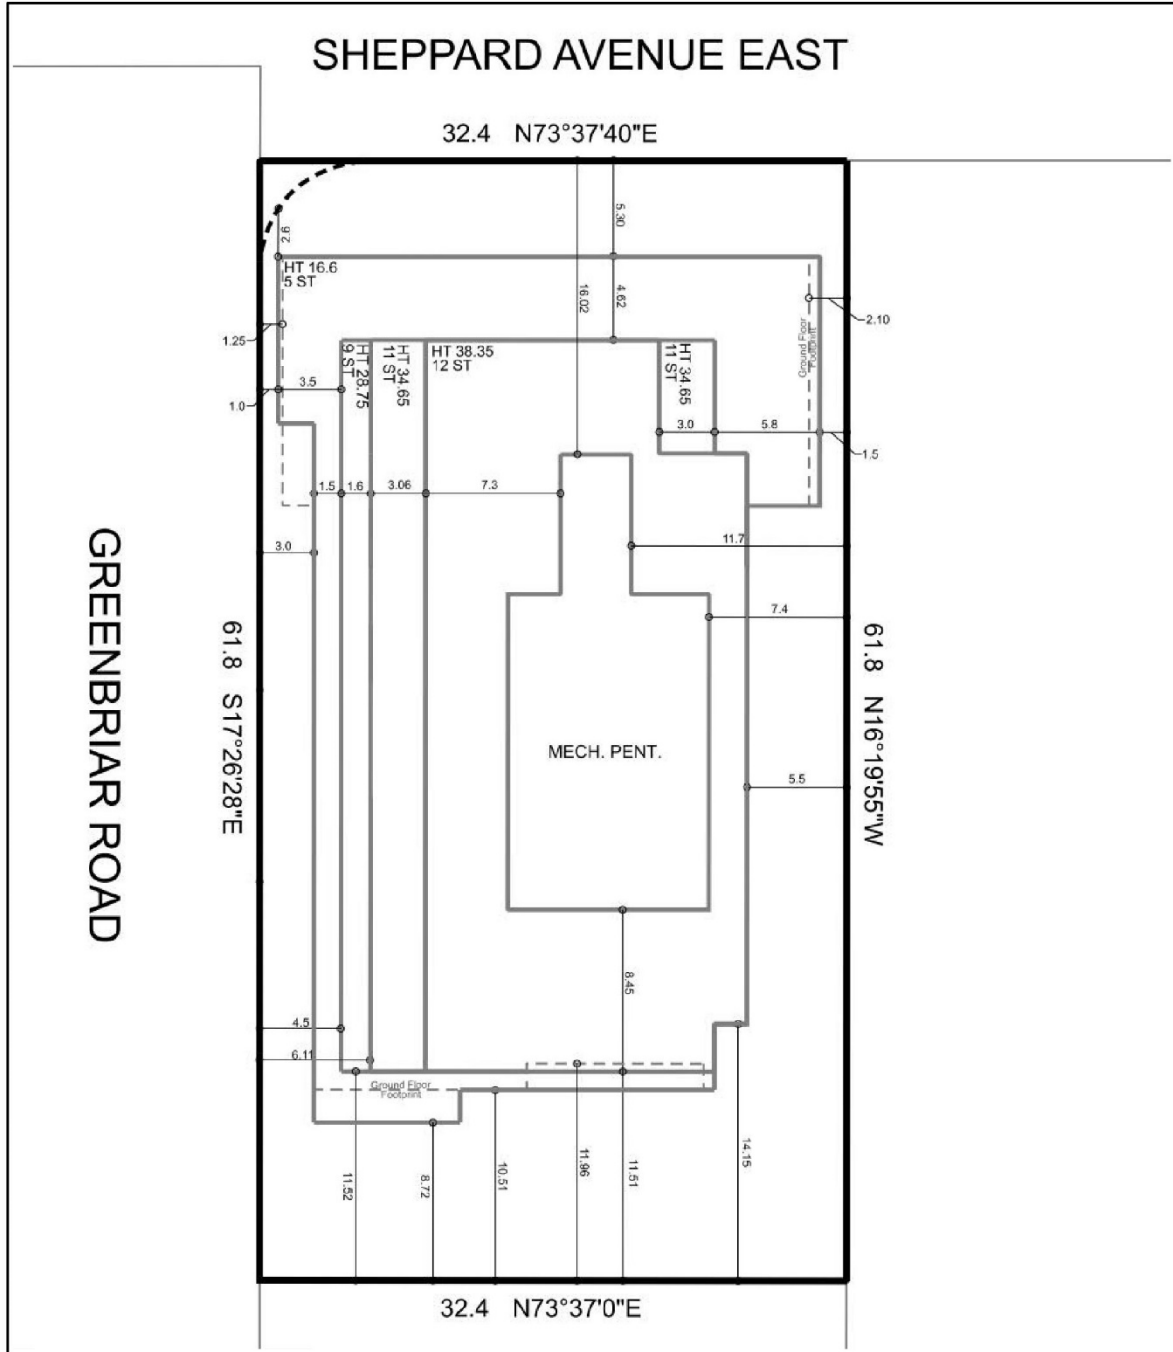 SHEPPARD AVENUE EAST
32.4 N73°37'40"E
5.30
2.6
HT 16.6
5 ST
16.02
4.62
2.10
Ground Floor
Footprint
1.25
HT 28.75
9 ST
HT 34.65
11 ST
HT 38.35
12 ST
HT 34.65
11 ST
3.5
1.0
3.0
5.8
1.5
1.5
1.6
3.06
7.3
3.0
11.7
7.4
GREENBRIAR ROAD
61.8 S17°26'28"E
61.8 N16°19'55"W
MECH. PENT.
5.5
8.45
4.5
6.11
Ground Floor
Footprint
11.52
8.72
10.51
11.96
11.51
14.15
32.4 N73°37'0"E